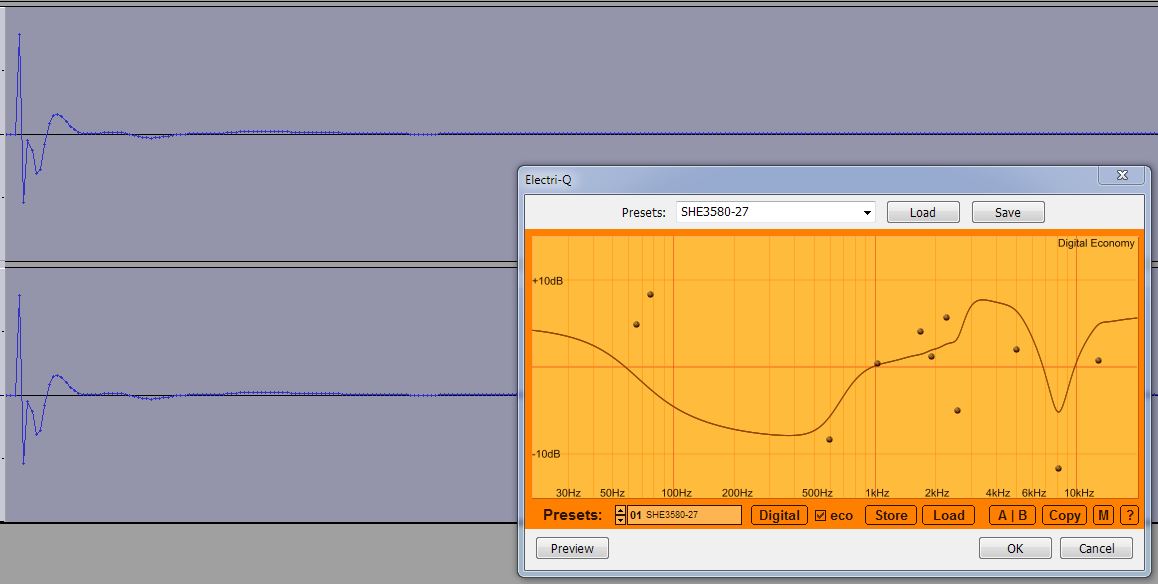 Electri-Q
Presets: SHE3580-27 Load Save
Digital Economy
+10dB
-10dB
30Hz 50Hz 100Hz 200Hz 500Hz 1kHz 2kHz 4kHz 6kHz 10kHz
Presets: 01 SHE3580-27 Digital eco Store Load A | B Copy M ?
Preview OK Cancel